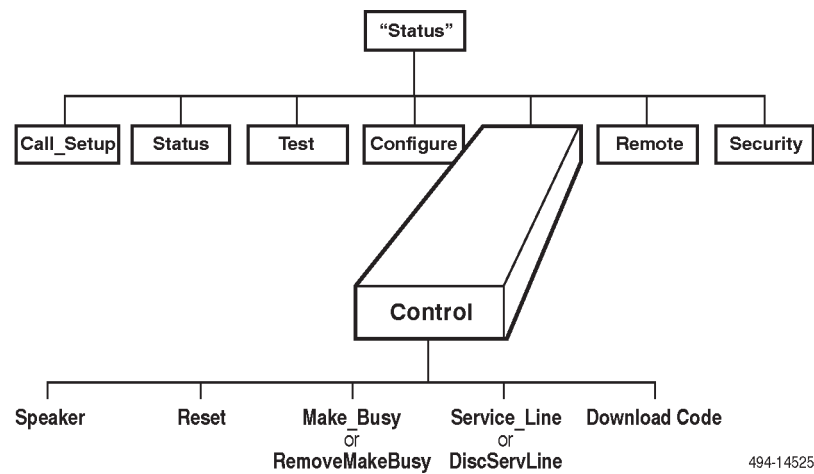 “Status”
Call_Setup Status Test Configure Remote Security
Control
Speaker Reset Make_Busy Service_Line Download Code
or or
RemoveMakeBusy DiscServLine
494-14525